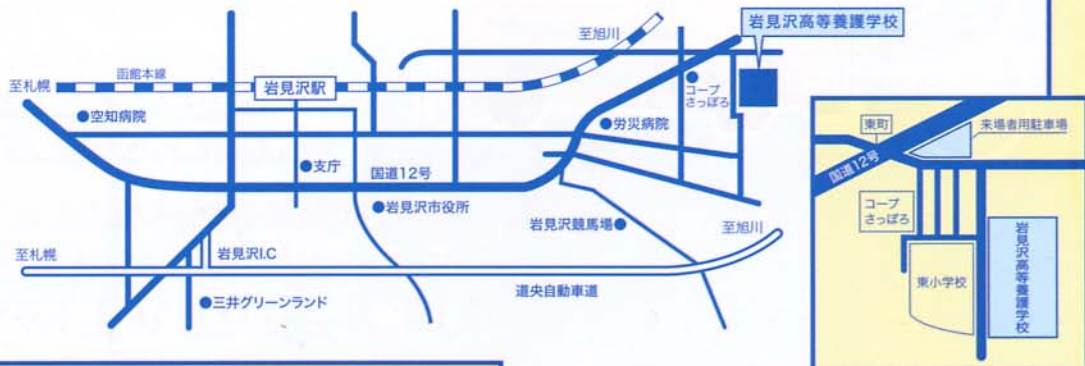 至旭川
岩見沢高等養護学校
函館本線
至札幌
岩見沢駅
●コープ
さっぽろ
●空知病院
●労災病院
●支庁
国道12号
●岩見沢市役所
岩見沢競馬場●
至旭川
至札幌
岩見沢I.C
道央自動車道
●三井グリーンランド
東町
来場者用駐車場
国道12号
コープ
さっぽろ
東小学校
岩見沢高等養護学校